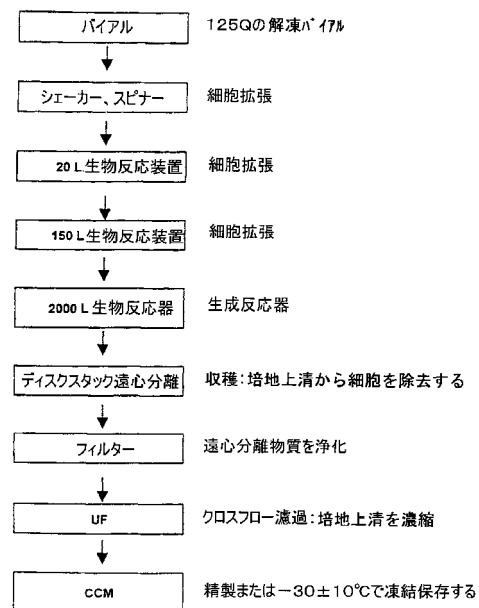 バイアル 125Qの解凍バイアル
シェーカー、スピナー 細胞拡張
20 L 生物反応装置 細胞拡張
150 L 生物反応装置 細胞拡張
2000 L 生物反応器 生成反応器
ディスクスタック遠心分離 収穫:培地上清から細胞を除去する
フィルター 遠心分離物質を浄化
UF クロスフロー濾過:培地上清を濃縮
CCM 精製または-30±10℃で凍結保存する